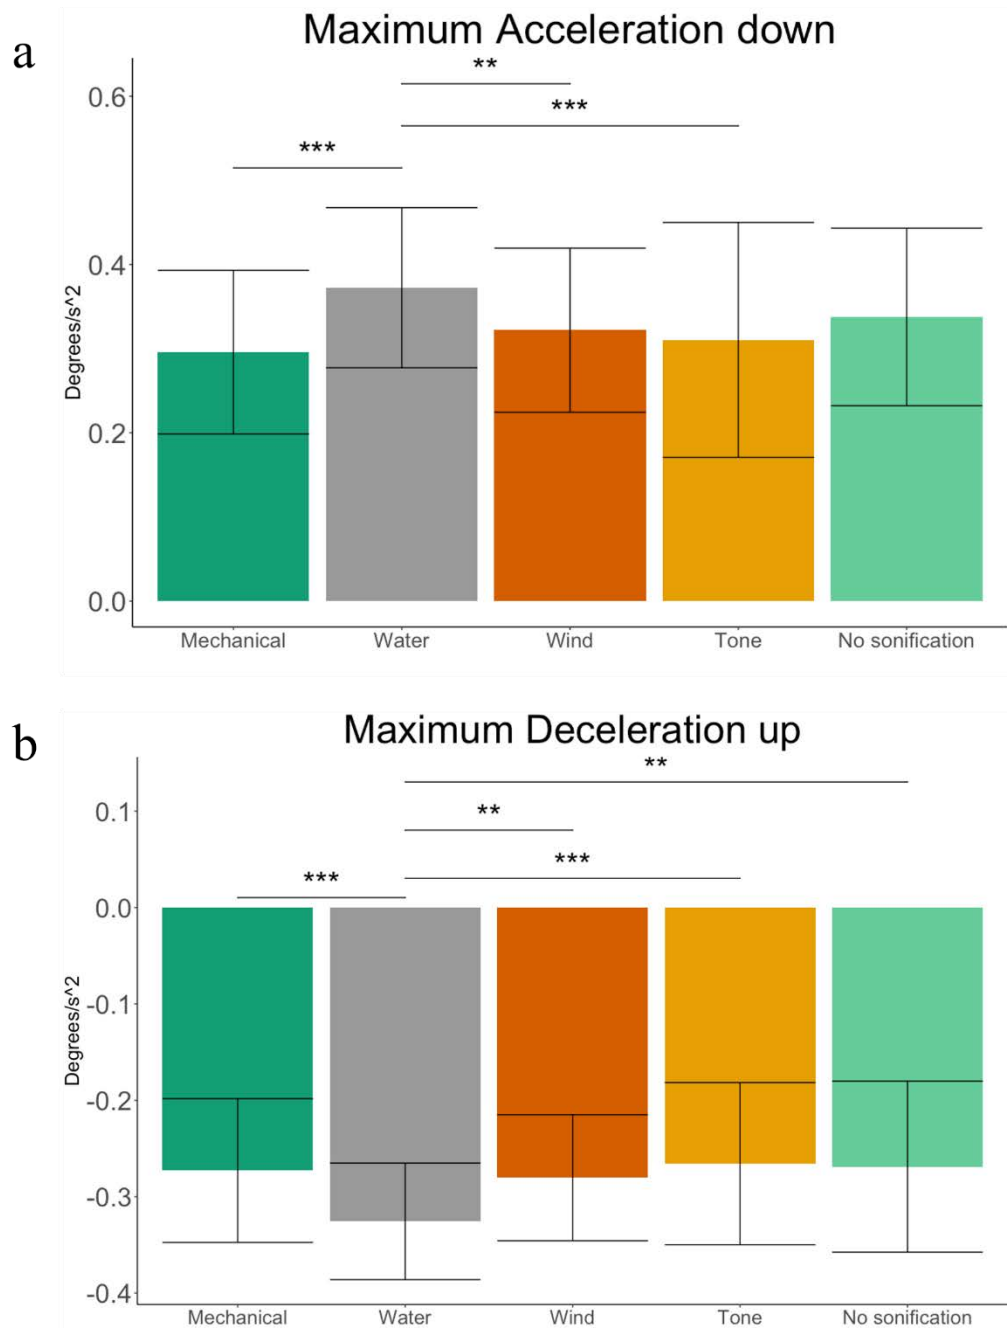 a
Maximum Acceleration down
**
***
***
0.6
0.4
0.2
0.0
Degrees/s^2
Mechanical Water Wind Tone No sonification
b
Maximum Deceleration up
**
**
***
***
0.1
0.0
-0.1
-0.2
-0.3
-0.4
Degrees/s^2
Mechanical Water Wind Tone No sonification